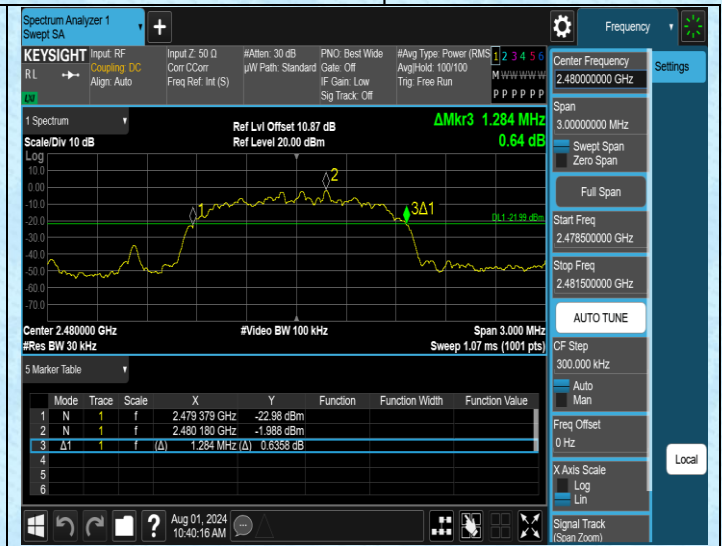 Spectrum Analyzer 1
Swept SA
+
Frequency
KEYSIGHT
RL
Input: RF
Coupling: DC
Align: Auto
Input Z: 50 Ω
Corr CCorr
Freq Ref: Int (S)
#Atten: 30 dB
µW Path: Standard
PNO: Best Wide
Gate: Off
IF Gain: Low
Sig Track: Off
#Avg Type: Power (RMS
Avg|Hold: 100/100
Trig: Free Run
1 2 3 4 5 6
M W W W W W
P P P P P P
LXI
1 Spectrum
Scale/Div 10 dB
Ref Lvl Offset 10.87 dB
Ref Level 20.00 dBm
ΔMkr3 1.284 MHz
0.64 dB
Log
10.0
0.00
-10.0
-20.0
-30.0
-40.0
-50.0
-60.0
-70.0
1
2
3Δ1
DL1 -21.99 dBm
Center 2.480000 GHz
#Res BW 30 kHz
#Video BW 100 kHz
Span 3.000 MHz
Sweep 1.07 ms (1001 pts)
5 Marker Table
Mode Trace Scale X Y Function Function Width Function Value
1 N 1 f 2.479 379 GHz -22.98 dBm
2 N 1 f 2.480 180 GHz -1.988 dBm
3 Δ1 1 f (Δ) 1.284 MHz (Δ) 0.6358 dB
4
5
6
Aug 01, 2024
10:40:16 AM
?
Center Frequency
2.480000000 GHz
Settings
Span
3.00000000 MHz
Swept Span
Zero Span
Full Span
Start Freq
2.478500000 GHz
Stop Freq
2.481500000 GHz
AUTO TUNE
CF Step
300.000 kHz
Auto
Man
Freq Offset
0 Hz
X Axis Scale
Log
Lin
Signal Track
(Span Zoom)
Local